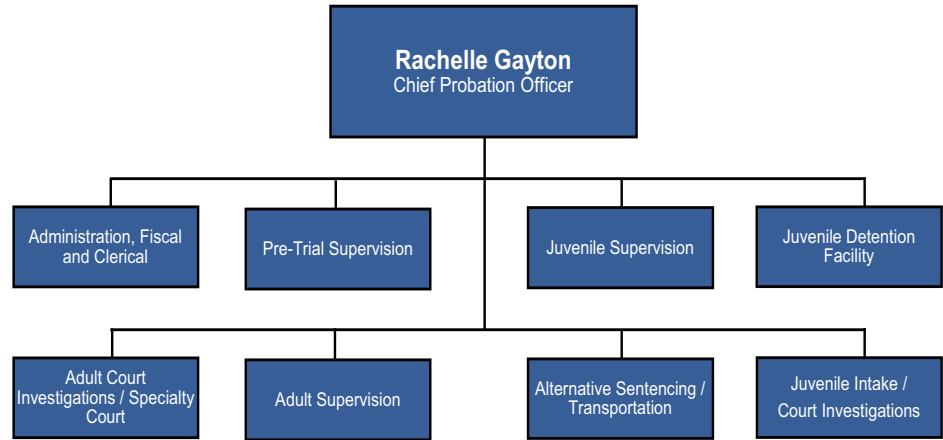 Rachelle Gayton
Chief Probation Officer
Administration, Fiscal
and Clerical
Pre-Trial Supervision
Juvenile Supervision
Juvenile Detention
Facility
Adult Court
Investigations / Specialty
Court
Adult Supervision
Alternative Sentencing /
Transportation
Juvenile Intake /
Court Investigations